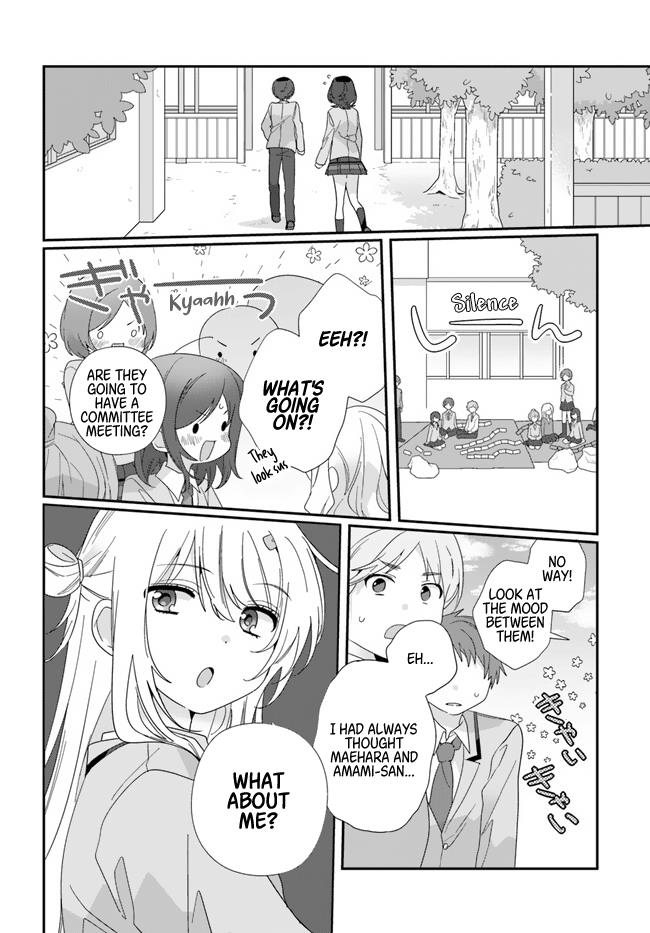 Silence
しーん
EEH?!
WHAT'S
GOING
ON?!
Kyaahh
ギャーっ
ARE THEY
GOING TO
HAVE A
COMMITTEE
MEETING?
They
look sus
NO
WAY!
LOOK AT
THE MOOD
BETWEEN
THEM!
EH...
I HAD ALWAYS
THOUGHT
MAEHARA AND
AMAMI-SAN...
きゃい
きゃい
WHAT
ABOUT
ME?